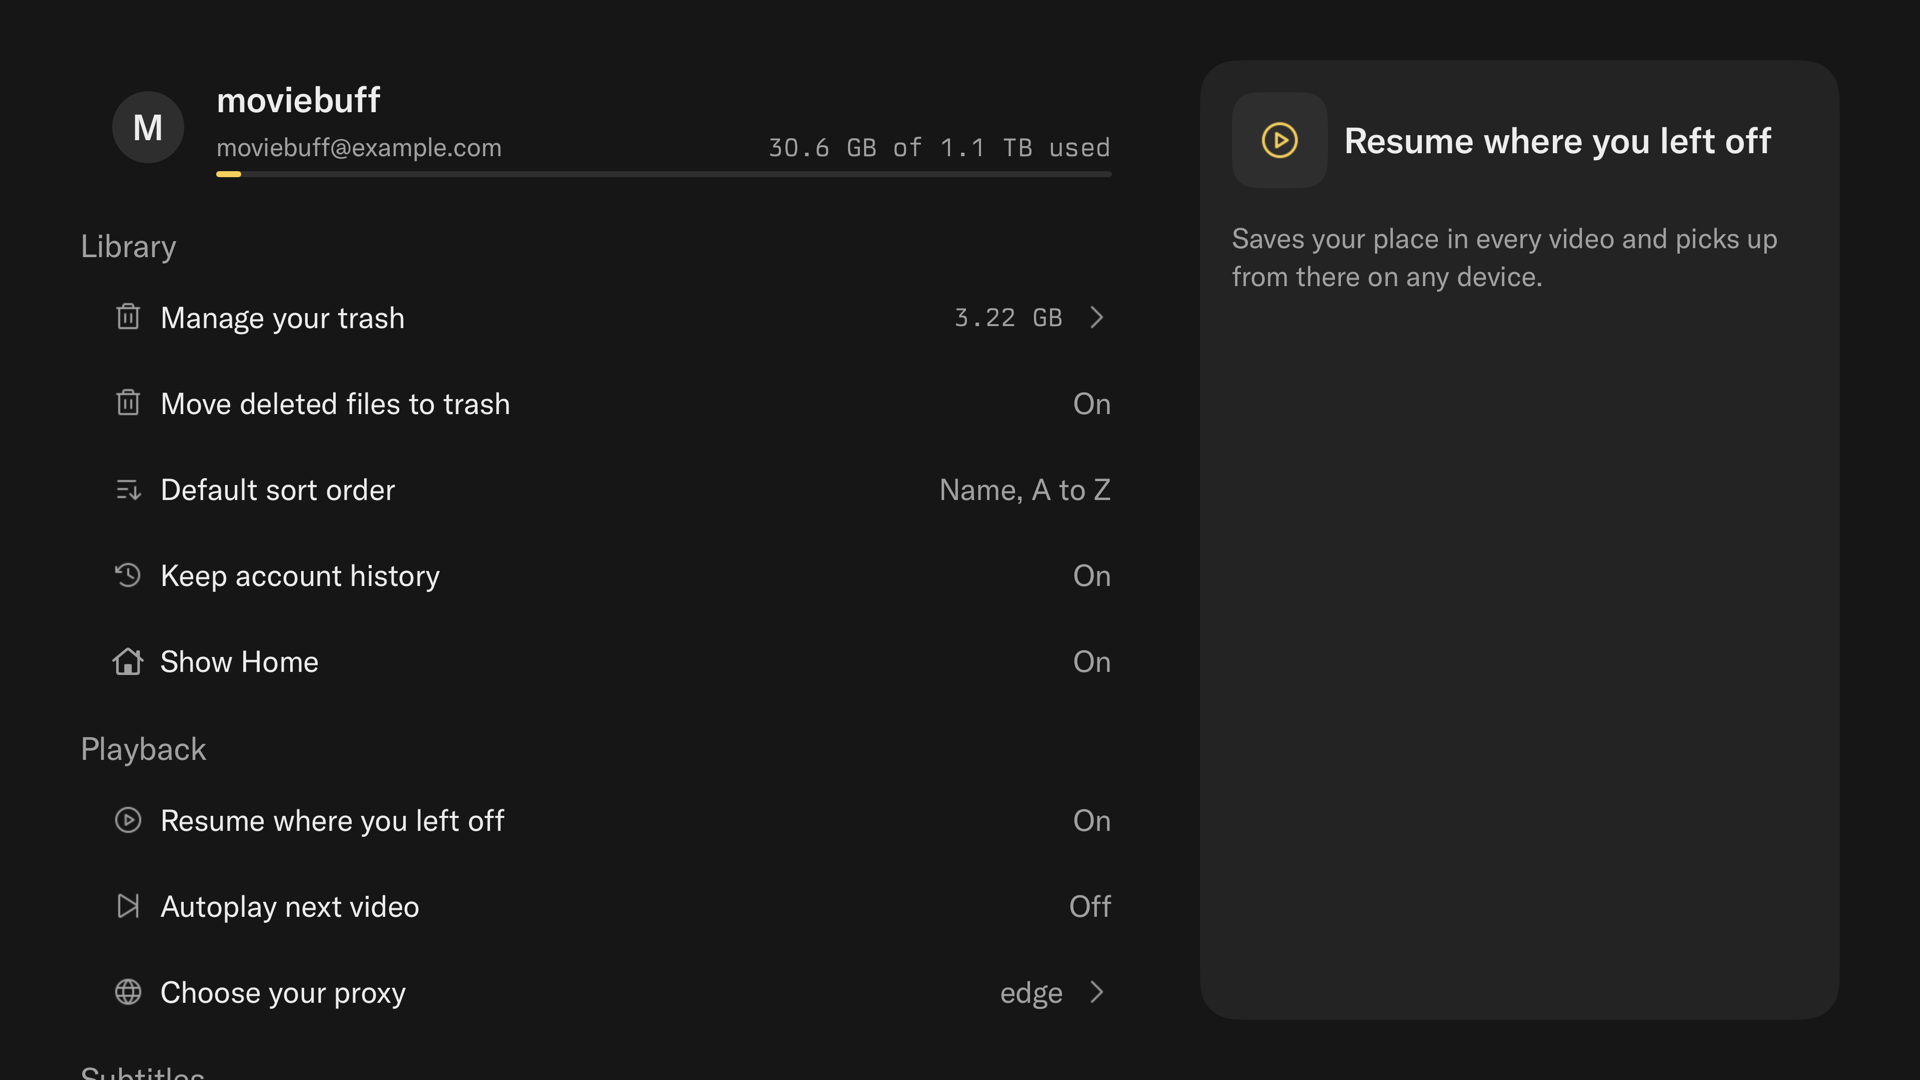 M
moviebuff
moviebuff@example.com
30.6 GB of 1.1 TB used
Library
Manage your trash
3.22 GB
Move deleted files to trash
On
Default sort order
Name, A to Z
Keep account history
On
Show Home
On
Playback
Resume where you left off
On
Autoplay next video
Off
Choose your proxy
edge
Subtitles
Resume where you left off
Saves your place in every video and picks up
from there on any device.